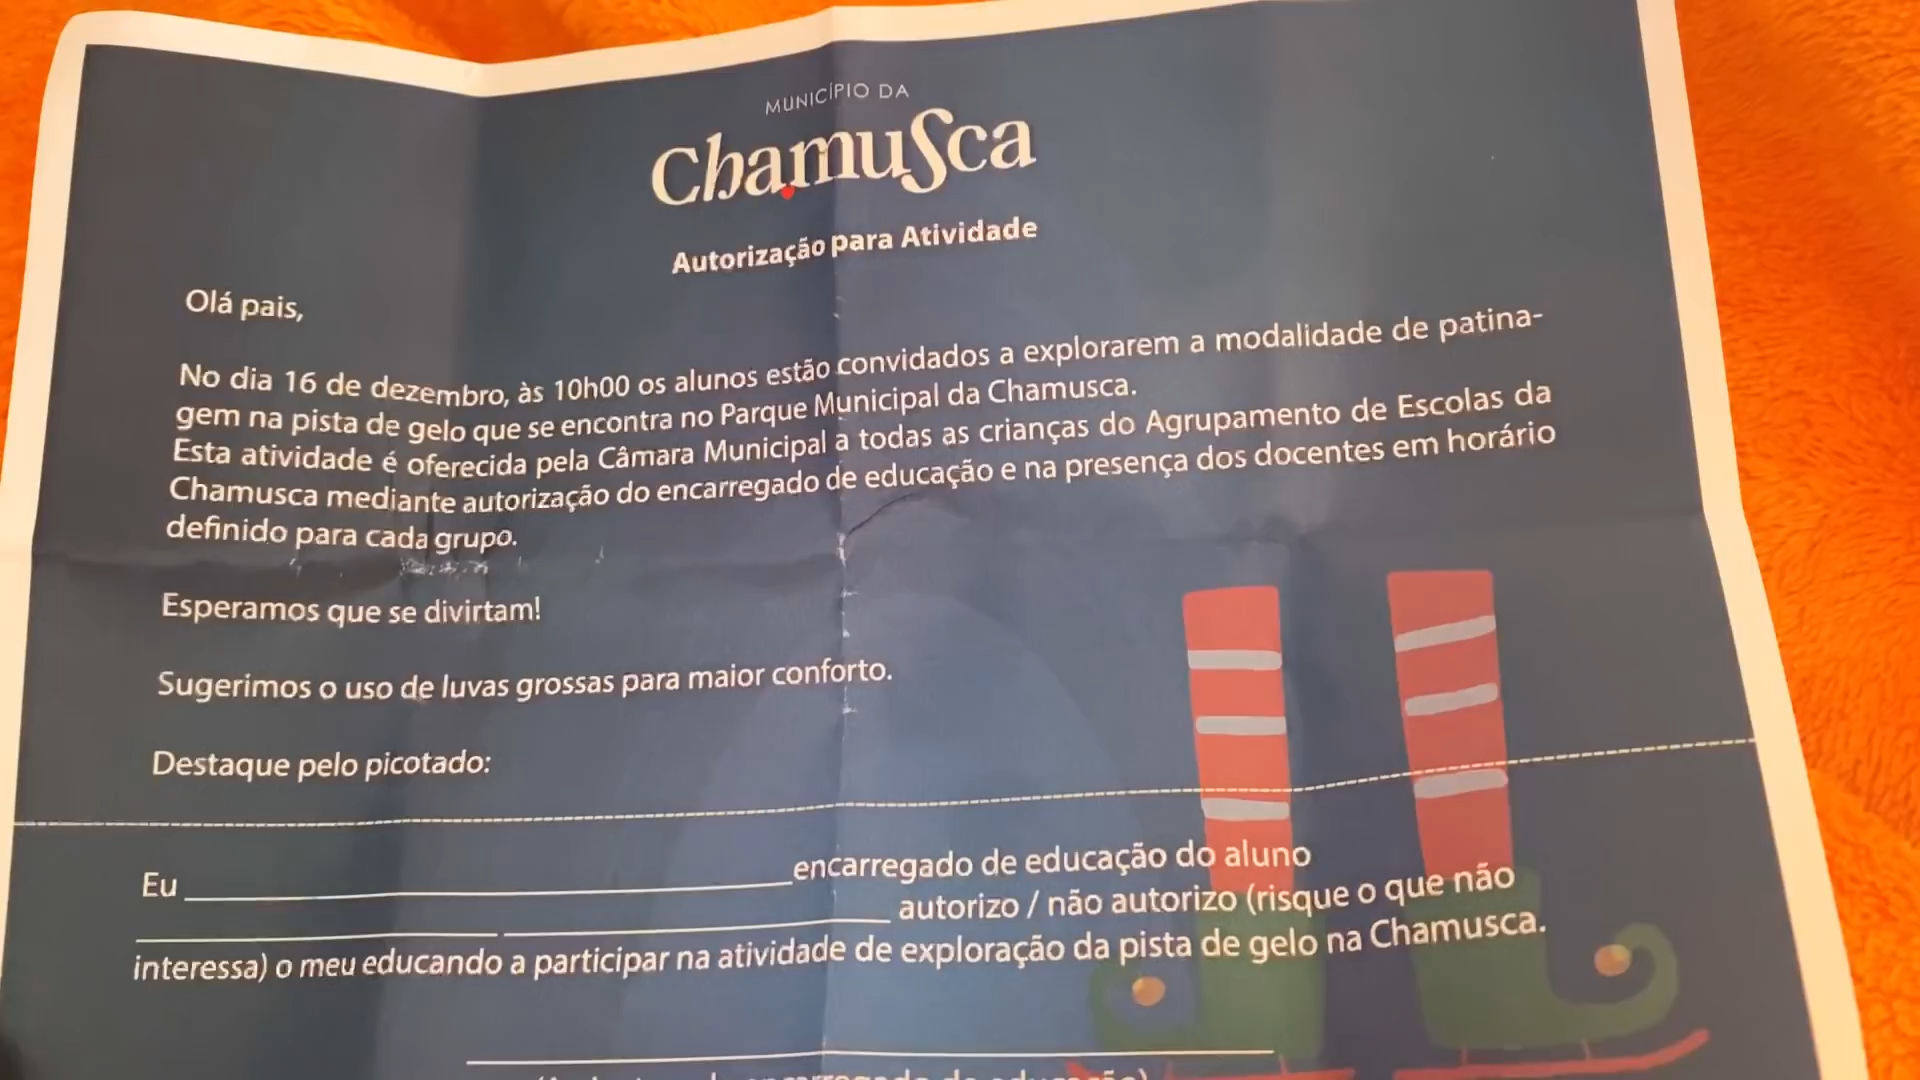 MUNICÍPIO DA
Chamusca
Autorização para Atividade
Olá pais,
No dia 16 de dezembro, às 10h00 os alunos estão convidados a explorarem a modalidade de patina-
gem na pista de gelo que se encontra no Parque Municipal da Chamusca.
Esta atividade é oferecida pela Câmara Municipal a todas as crianças do Agrupamento de Escolas da
Chamusca mediante autorização do encarregado de educação e na presença dos docentes em horário
definido para cada grupo.
Esperamos que se divirtam!
Sugerimos o uso de luvas grossas para maior conforto.
Destaque pelo picotado:
Eu ______ encarregado de educação do aluno
______ autorizo / não autorizo (risque o que não
interessa) o meu educando a participar na atividade de exploração da pista de gelo na Chamusca.